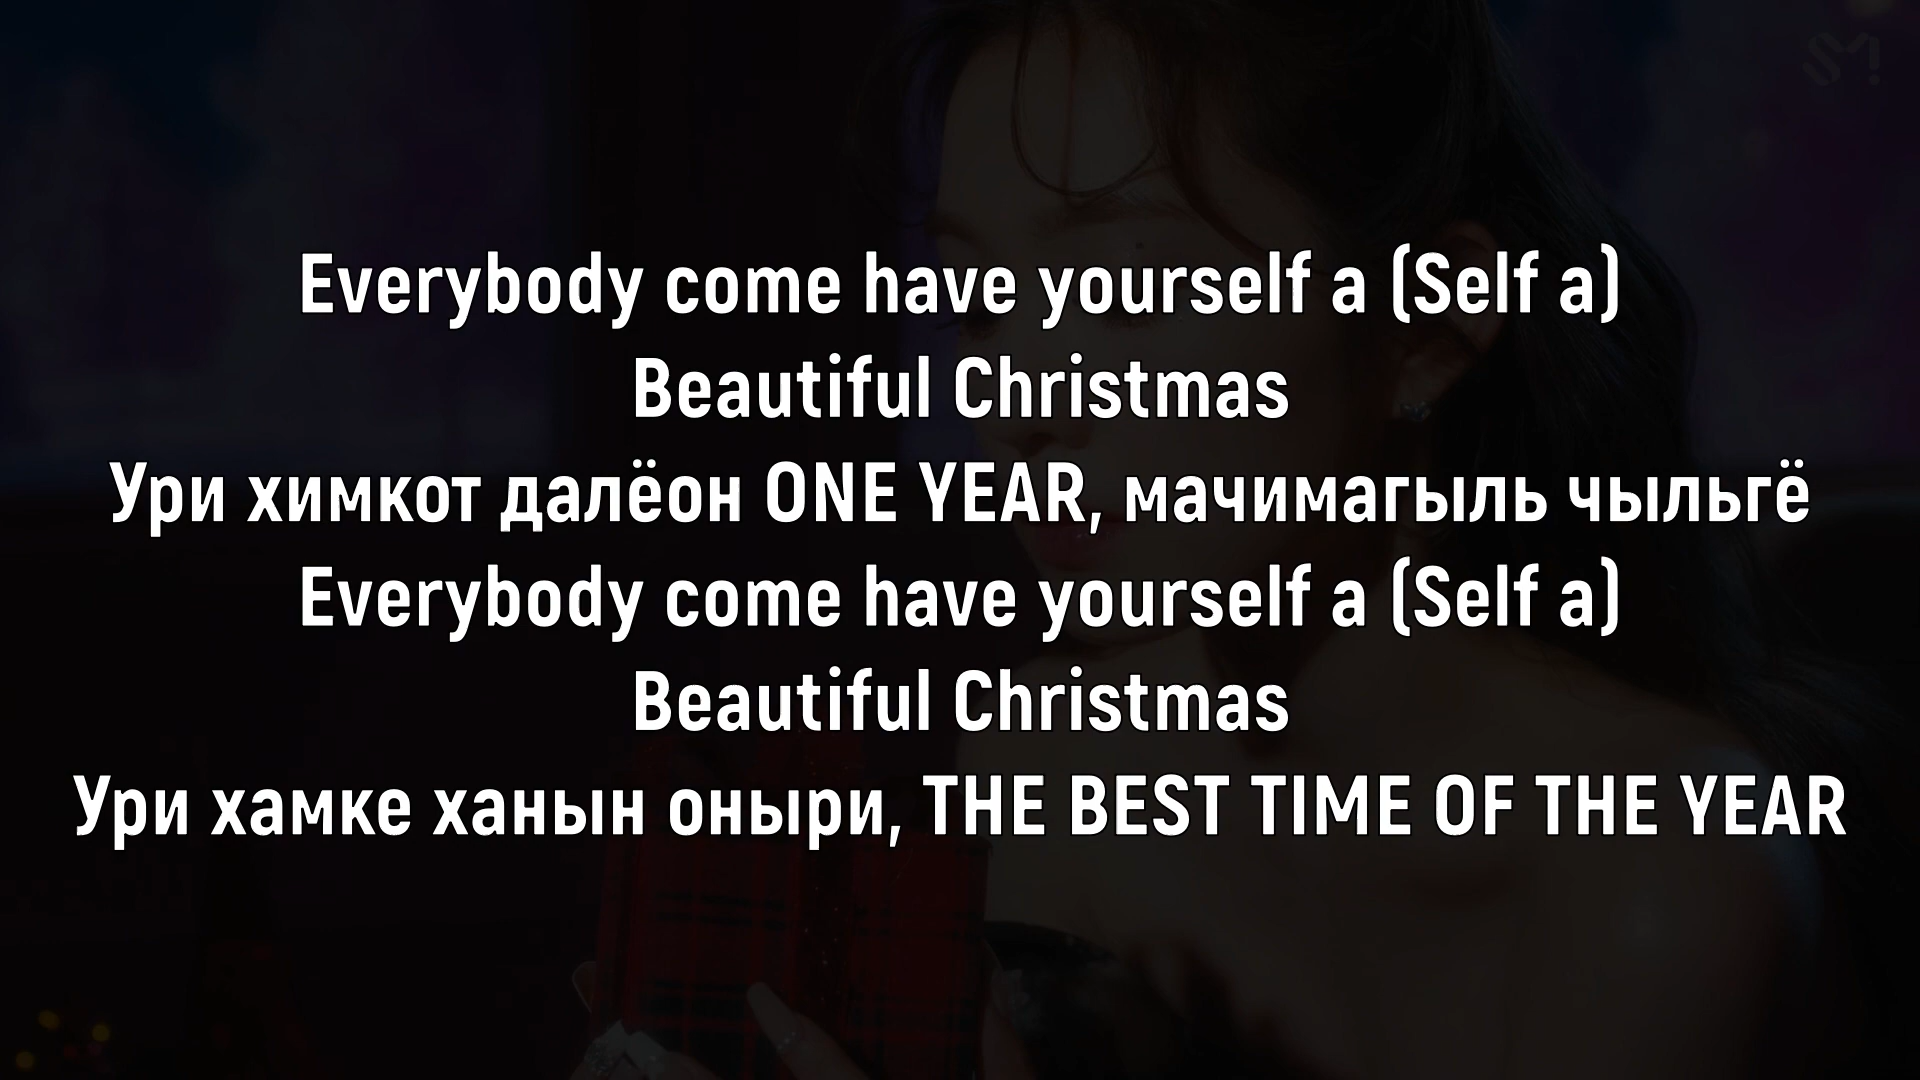 SM
Everybody come have yourself a (Self a)
Beautiful Christmas
Ури химкот далёон ONE YEAR, мачимагыль чыльгё
Everybody come have yourself a (Self a)
Beautiful Christmas
Ури хамке ханын оныри, THE BEST TIME OF THE YEAR